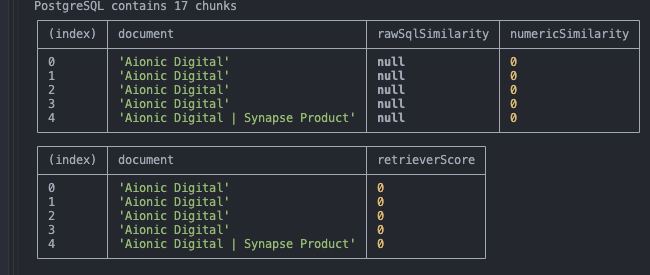 PostgreSQL contains 17 chunks
(index) document rawSqlSimilarity numericSimilarity
0 'Aionic Digital' null 0
1 'Aionic Digital' null 0
2 'Aionic Digital' null 0
3 'Aionic Digital' null 0
4 'Aionic Digital | Synapse Product' null 0
(index) document retrieverScore
0 'Aionic Digital' 0
1 'Aionic Digital' 0
2 'Aionic Digital' 0
3 'Aionic Digital' 0
4 'Aionic Digital | Synapse Product' 0